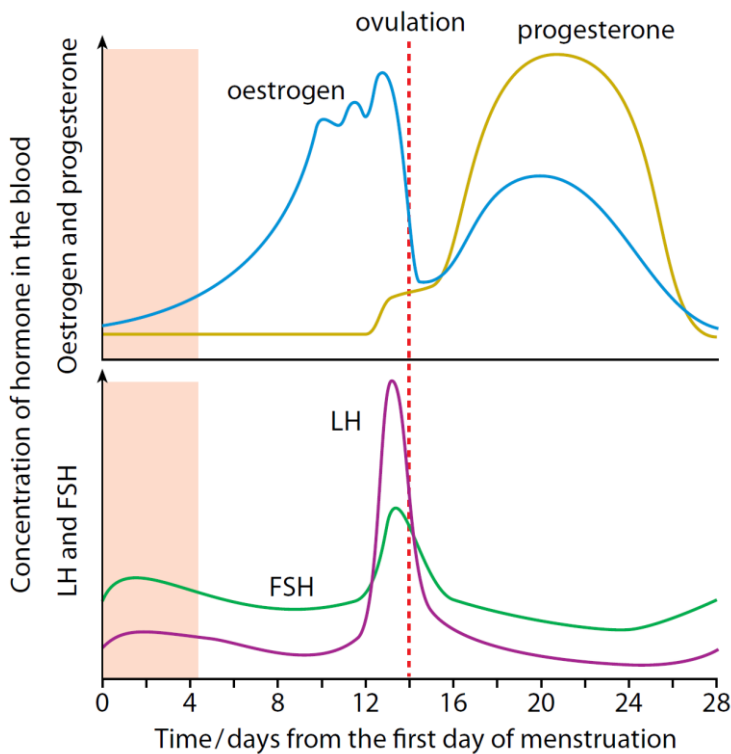 ovulation
progesterone
oestrogen
Concentration of hormone in the blood
Oestrogen and progesterone
LH
FSH
LH and FSH
0 4 8 12 16 20 24 28
Time/days from the first day of menstruation